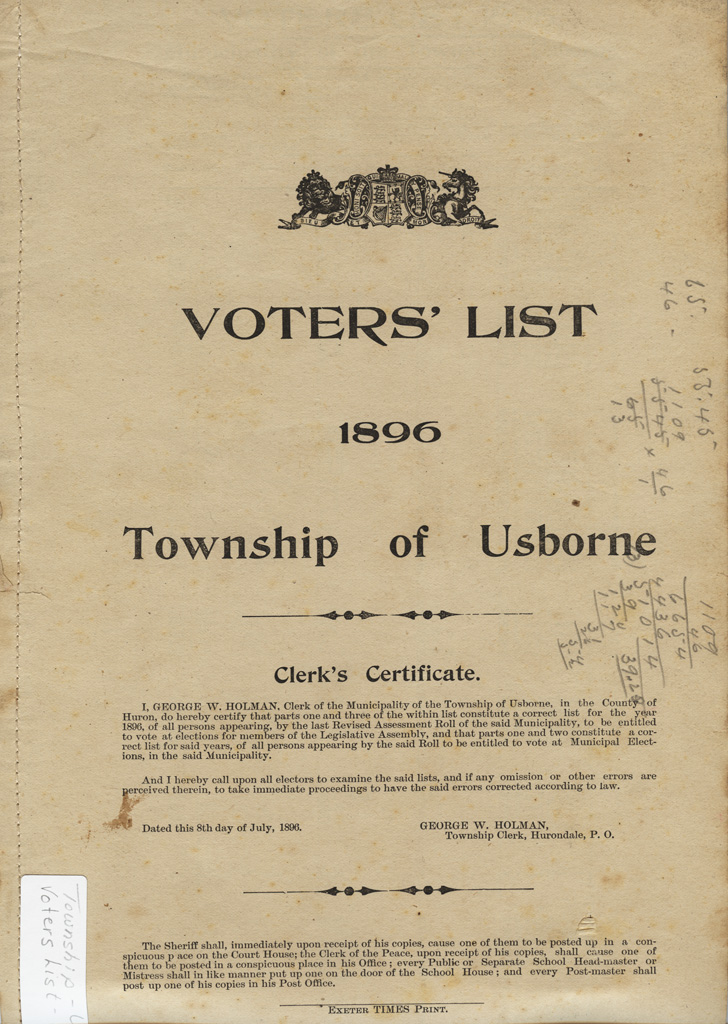 VOTERS' LIST
1896
Township of Usborne
Clerk's Certificate.
I, GEORGE W. HOLMAN, Clerk of the Municipality of the Township of Usborne, in the County of
Huron, do hereby certify that parts one and three of the within list constitute a correct list for the year
1896, of all persons appearing, by the last Revised Assessment Roll of the said Municipality, to be entitled
to vote at elections for members of the Legislative Assembly, and that parts one and two constitute a cor-
rect list for said years, of all persons appearing by the said Roll to be entitled to vote at Municipal Elect-
ions, in the said Municipality.
And I hereby call upon all electors to examine the said lists, and if any omission or other errors are
perceived therein, to take immediate proceedings to have the said errors corrected according to law.
Dated this 8th day of July, 1896.
GEORGE W. HOLMAN,
Township Clerk, Hurondale, P. O.
The Sheriff shall, immediately upon receipt of his copies, cause one of them to be posted up in a con-
spicuous p ace on the Court House; the Clerk of the Peace, upon receipt of his copies, shall cause one of
them to be posted in a conspicuous place in his Office; every Public or Separate School Head-master or
Mistress shall in like manner put up one on the door of the School House; and every Post-master shall
post up one of his copies in his Post Office.
EXETER TIMES PRINT.
Township - U
Voters List -
65.
46 -
53.45
1109
1109
46
6654
4436
51014